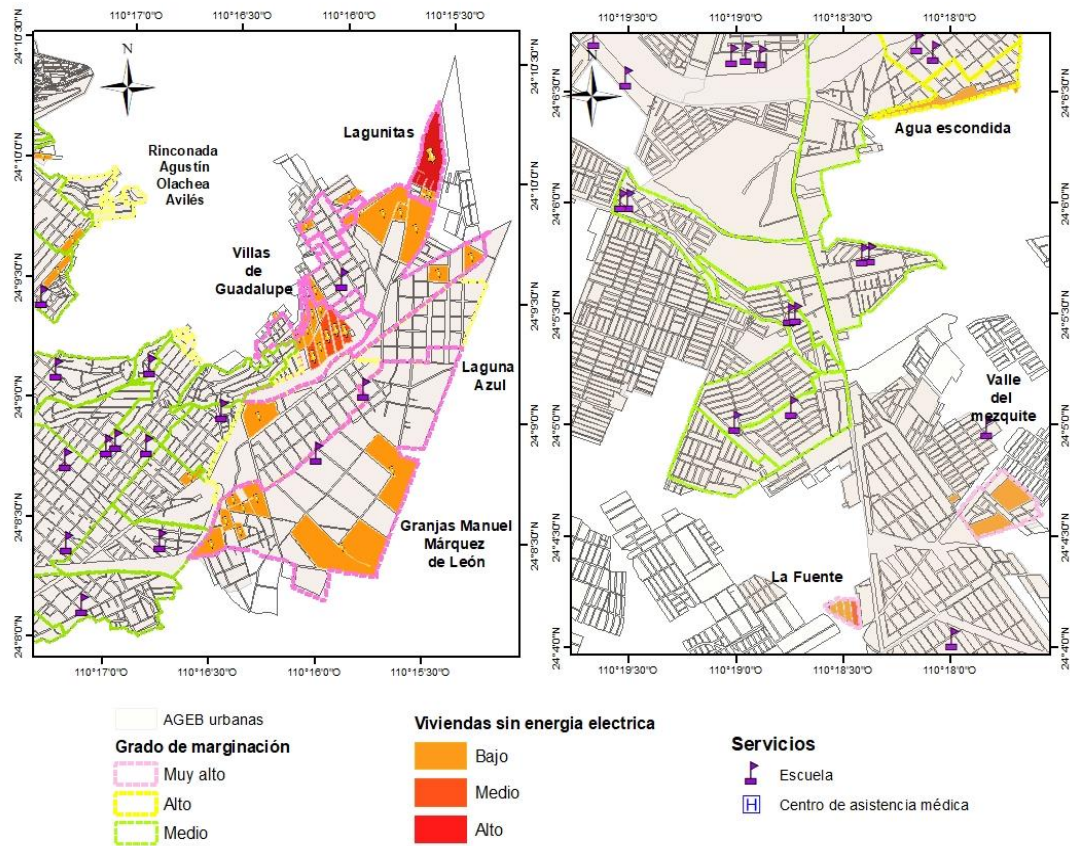 110°17'0"O 110°16'30"O 110°16'0"O 110°15'30"O
110°19'30"O 110°19'0"O 110°18'30"O 110°18'0"O
24°10'30"N
24°10'0"N
24°9'30"N
24°9'0"N
24°8'30"N
24°8'0"N
N
Lagunitas
Rinconada
Agustín
Olachea
Avilés
Villas
de
Guadalupe
Laguna
Azul
Granjas Manuel
Márquez
de León
24°10'30"N
24°10'0"N
24°9'30"N
24°9'0"N
24°8'30"N
24°6'30"N
24°6'0"N
24°5'30"N
24°5'0"N
24°4'30"N
24°4'0"N
N
Agua escondida
Valle
del
mezquite
La Fuente
24°6'30"N
24°6'0"N
24°5'30"N
24°5'0"N
24°4'30"N
24°4'0"N
110°17'0"O 110°16'30"O 110°16'0"O 110°15'30"O
110°19'30"O 110°19'0"O 110°18'30"O 110°18'0"O
AGEB urbanas
Grado de marginación
Muy alto
Alto
Medio
Viviendas sin energia electrica
Bajo
Medio
Alto
Servicios
Escuela
H Centro de asistencia médica